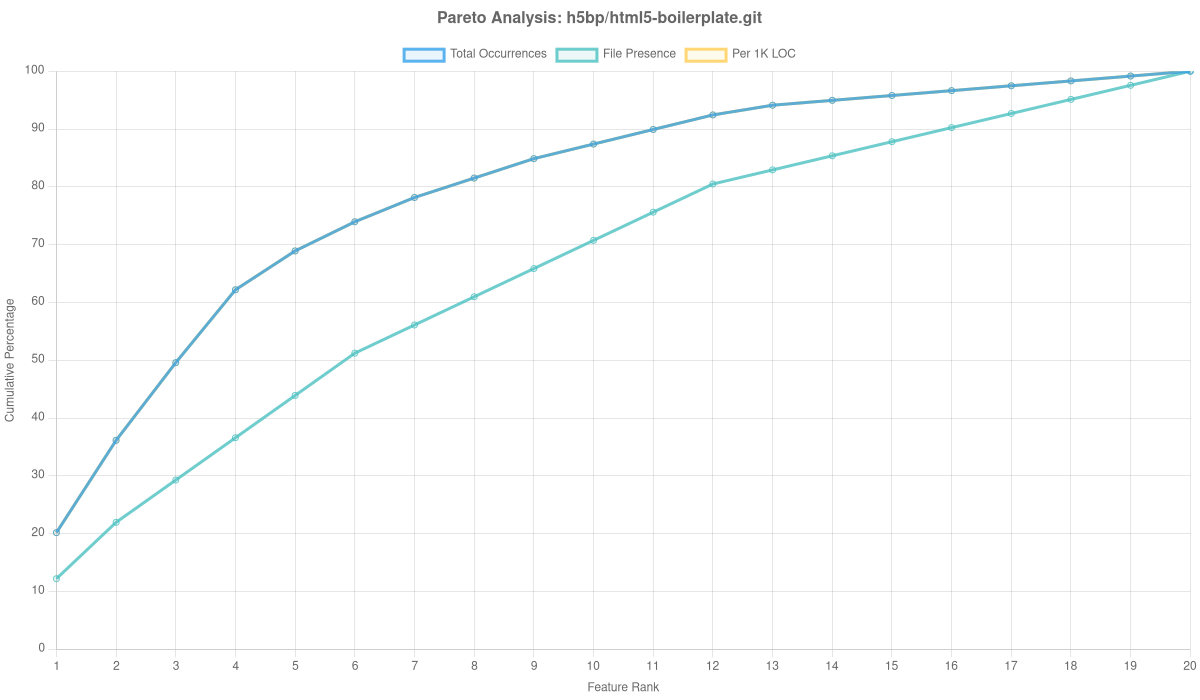 Pareto Analysis: h5bp/html5-boilerplate.git
Total Occurrences File Presence Per 1K LOC
100
90
80
70
60
50
40
30
20
10
0
Cumulative Percentage
1 2 3 4 5 6 7 8 9 10 11 12 13 14 15 16 17 18 19 20
Feature Rank